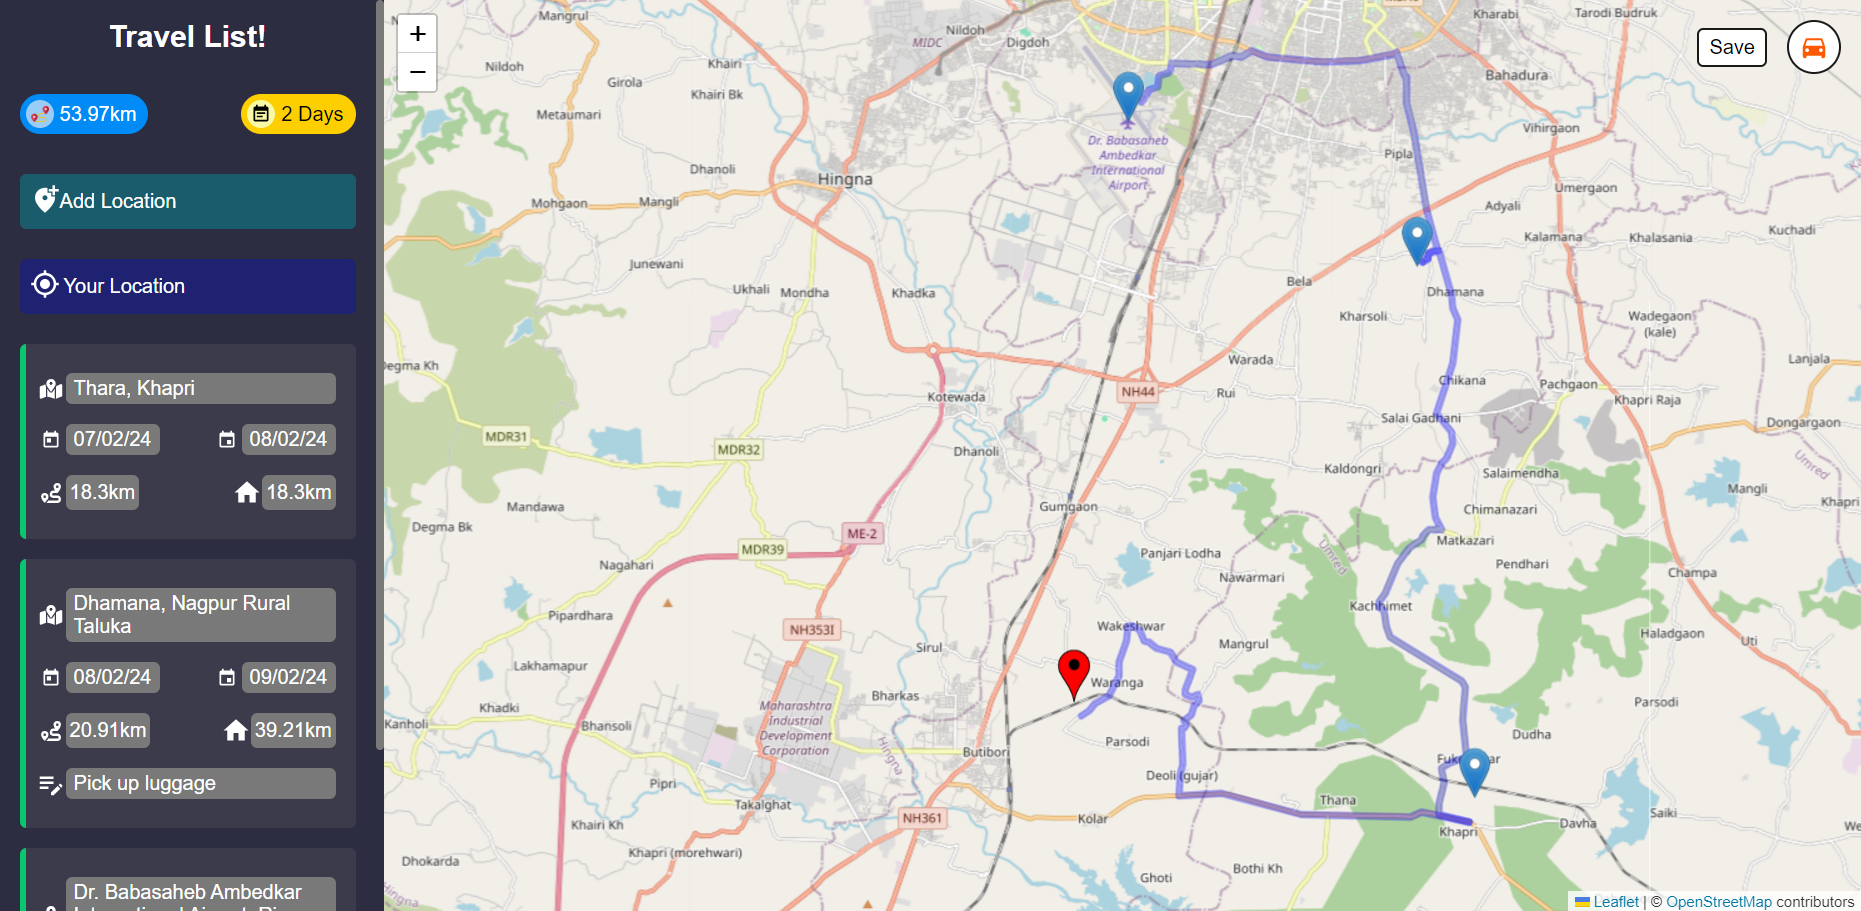 Travel List!
53.97km
2 Days
Add Location
Your Location
Thara, Khapri
07/02/24
08/02/24
18.3km
18.3km
Dhamana, Nagpur Rural
Taluka
08/02/24
09/02/24
20.91km
39.21km
Pick up luggage
Dr. Babasaheb Ambedkar
+
−
Save
Mangrul
Nildoh
MIDC
Digdoh
Kharabi
Tarodi Budruk
Nildoh
Khairi
Girola
Khairi Bk
Bahadura
Metaumari
Vihirgaon
Dr. Babasaheb
Ambedkar
International
Airport
Pipla
Dhanoli
Hingna
Umergaon
Mohgaon
Mangli
Adyali
Kuchadi
Kalamana
Khalasania
Junewani
Bela
Ukhali
Mondha
Khadka
Dhamana
Kharsoli
Wadegaon
(kale)
Degma Kh
Warada
Lanjala
Chikana
Pachgaon
NH44
Rui
Kotewada
Khapri Raja
Salai Gadhani
Dongargaon
MDR31
MDR32
Dhanoli
Kaldongri
Salaimendha
Umred
Mangli
Khapri
Mandawa
Gumgaon
Chimanazari
Degma Bk
ME-2
Matkazari
MDR39
Panjari Lodha
Umred
Nagahari
Nawarmari
Pendhari
Champa
Pipardhara
Kachhimet
NH353I
Wakeshwar
Haladgaon
Uti
Sirul
Mangrul
Lakhamapur
Waranga
Bharkas
Parsodi
Khadki
Maharashtra
Industrial
Development
Corporation
Kanholi
Bhansoli
Hingna
Butibori
Parsodi
Dudha
Deoli (gujar)
Pipri
Takalghat
Thana
Saiki
Kolar
NH361
Davha
Khairi Kh
Khapri
Khapri (morehwari)
Dhokarda
Bothi Kh
Ghoti
Hingna
Leaflet | © OpenStreetMap contributors